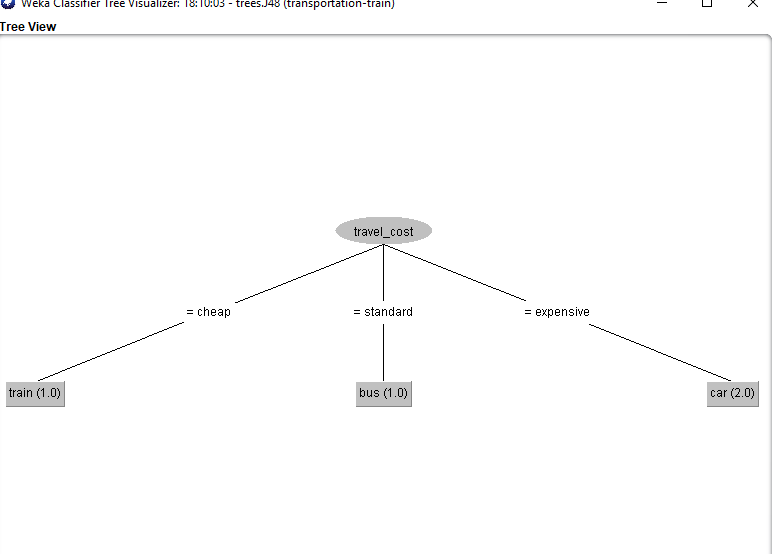 Weka Classifier Tree Visualizer: 18:10:03 - trees.J48 (transportation-train)
Tree View
travel_cost
= cheap
= standard
= expensive
train (1.0)
bus (1.0)
car (2.0)